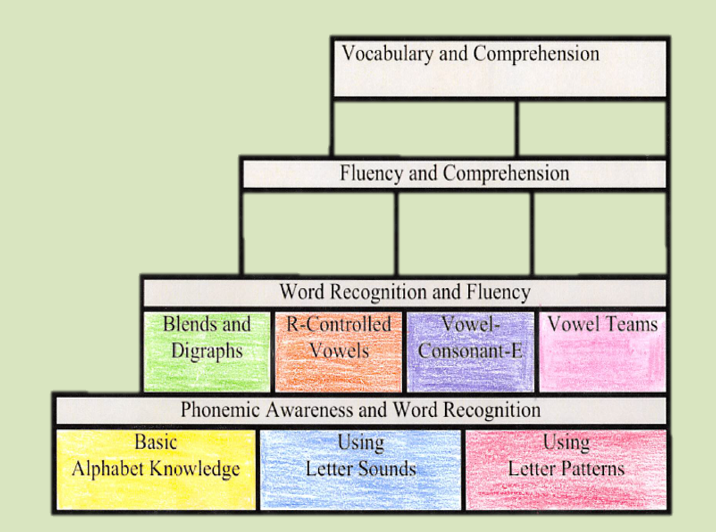 Vocabulary and Comprehension
Fluency and Comprehension
Word Recognition and Fluency
Blends and
Digraphs
R-Controlled
Vowels
Vowel-
Consonant-E
Vowel Teams
Phonemic Awareness and Word Recognition
Basic
Alphabet Knowledge
Using
Letter Sounds
Using
Letter Patterns